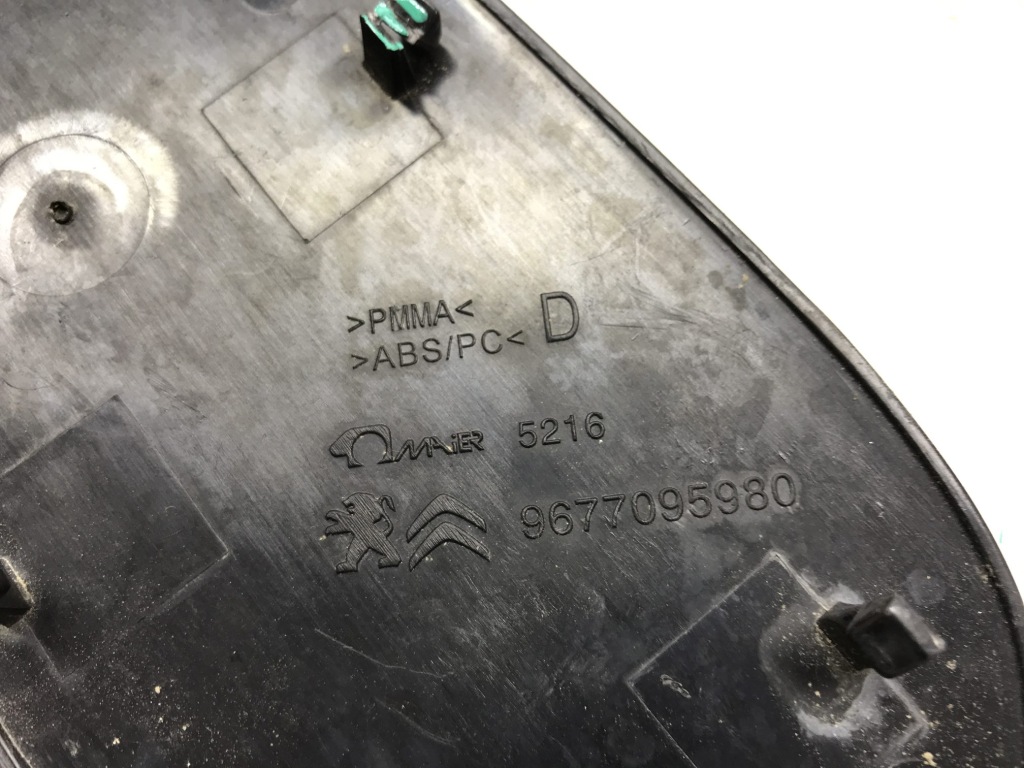 >PMMA< D
>ABS/PC<
MAiER 5216
9677095980